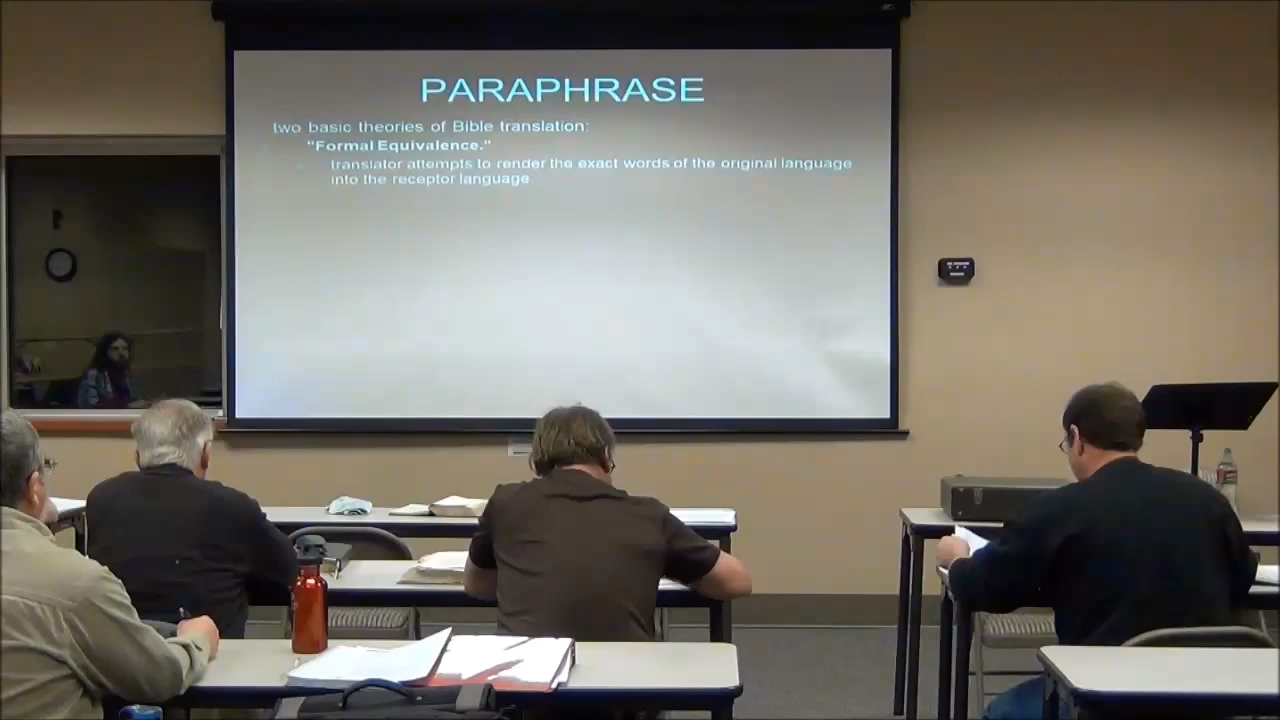 PARAPHRASE
two basic theories of Bible translation:
"Formal Equivalence."
translator attempts to render the exact words of the original language
into the receptor language